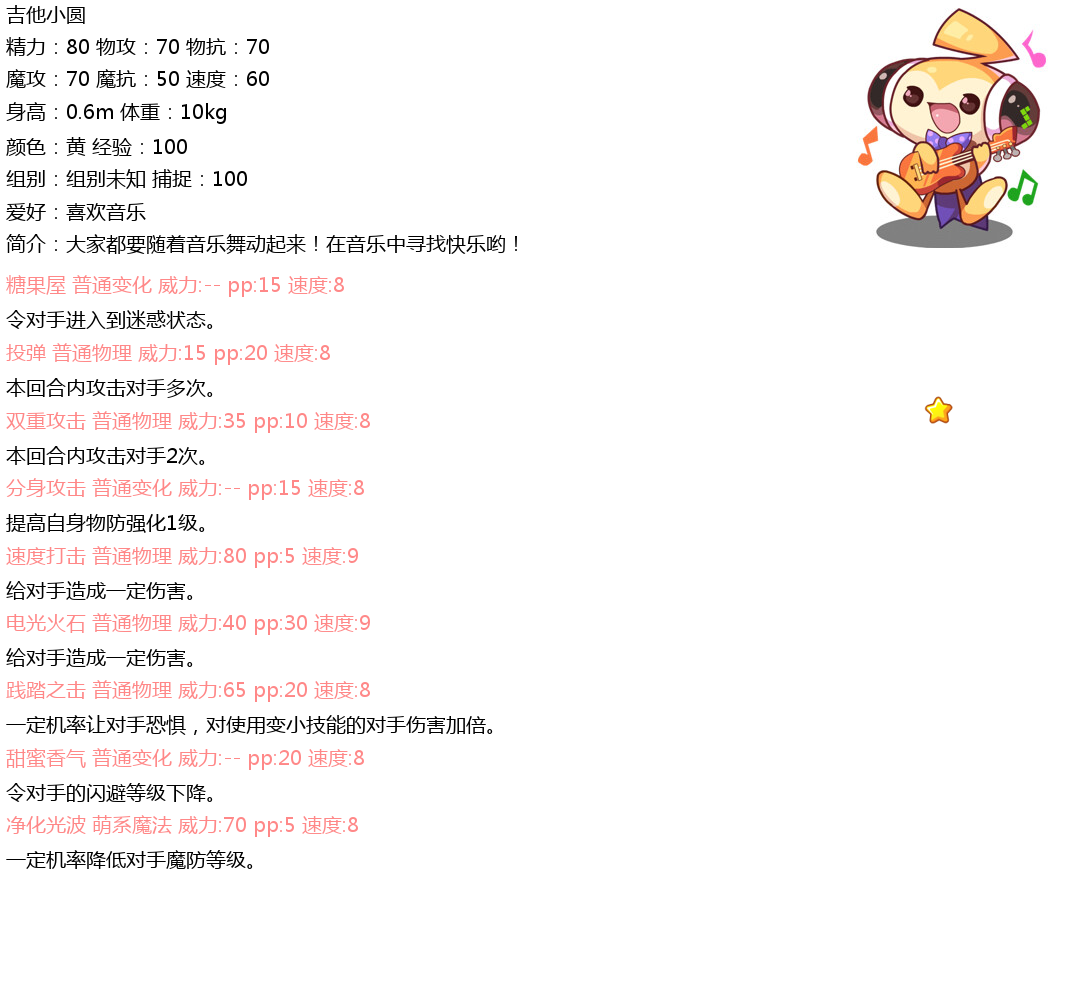 吉他小圆
精力：80 物攻：70 物抗：70
魔攻：70 魔抗：50 速度：60
身高：0.6m 体重：10kg
颜色：黄 经验：100
组别：组别未知 捕捉：100
爱好：喜欢音乐
简介：大家都要随着音乐舞动起来！在音乐中寻找快乐哟！
糖果屋 普通变化 威力:-- pp:15 速度:8
令对手进入到迷惑状态。
投弹 普通物理 威力:15 pp:20 速度:8
本回合内攻击对手多次。
双重攻击 普通物理 威力:35 pp:10 速度:8
本回合内攻击对手2次。
分身攻击 普通变化 威力:-- pp:15 速度:8
提高自身物防强化1级。
速度打击 普通物理 威力:80 pp:5 速度:9
给对手造成一定伤害。
电光火石 普通物理 威力:40 pp:30 速度:9
给对手造成一定伤害。
践踏之击 普通物理 威力:65 pp:20 速度:8
一定机率让对手恐惧，对使用变小技能的对手伤害加倍。
甜蜜香气 普通变化 威力:-- pp:20 速度:8
令对手的闪避等级下降。
净化光波 萌系魔法 威力:70 pp:5 速度:8
一定机率降低对手魔防等级。